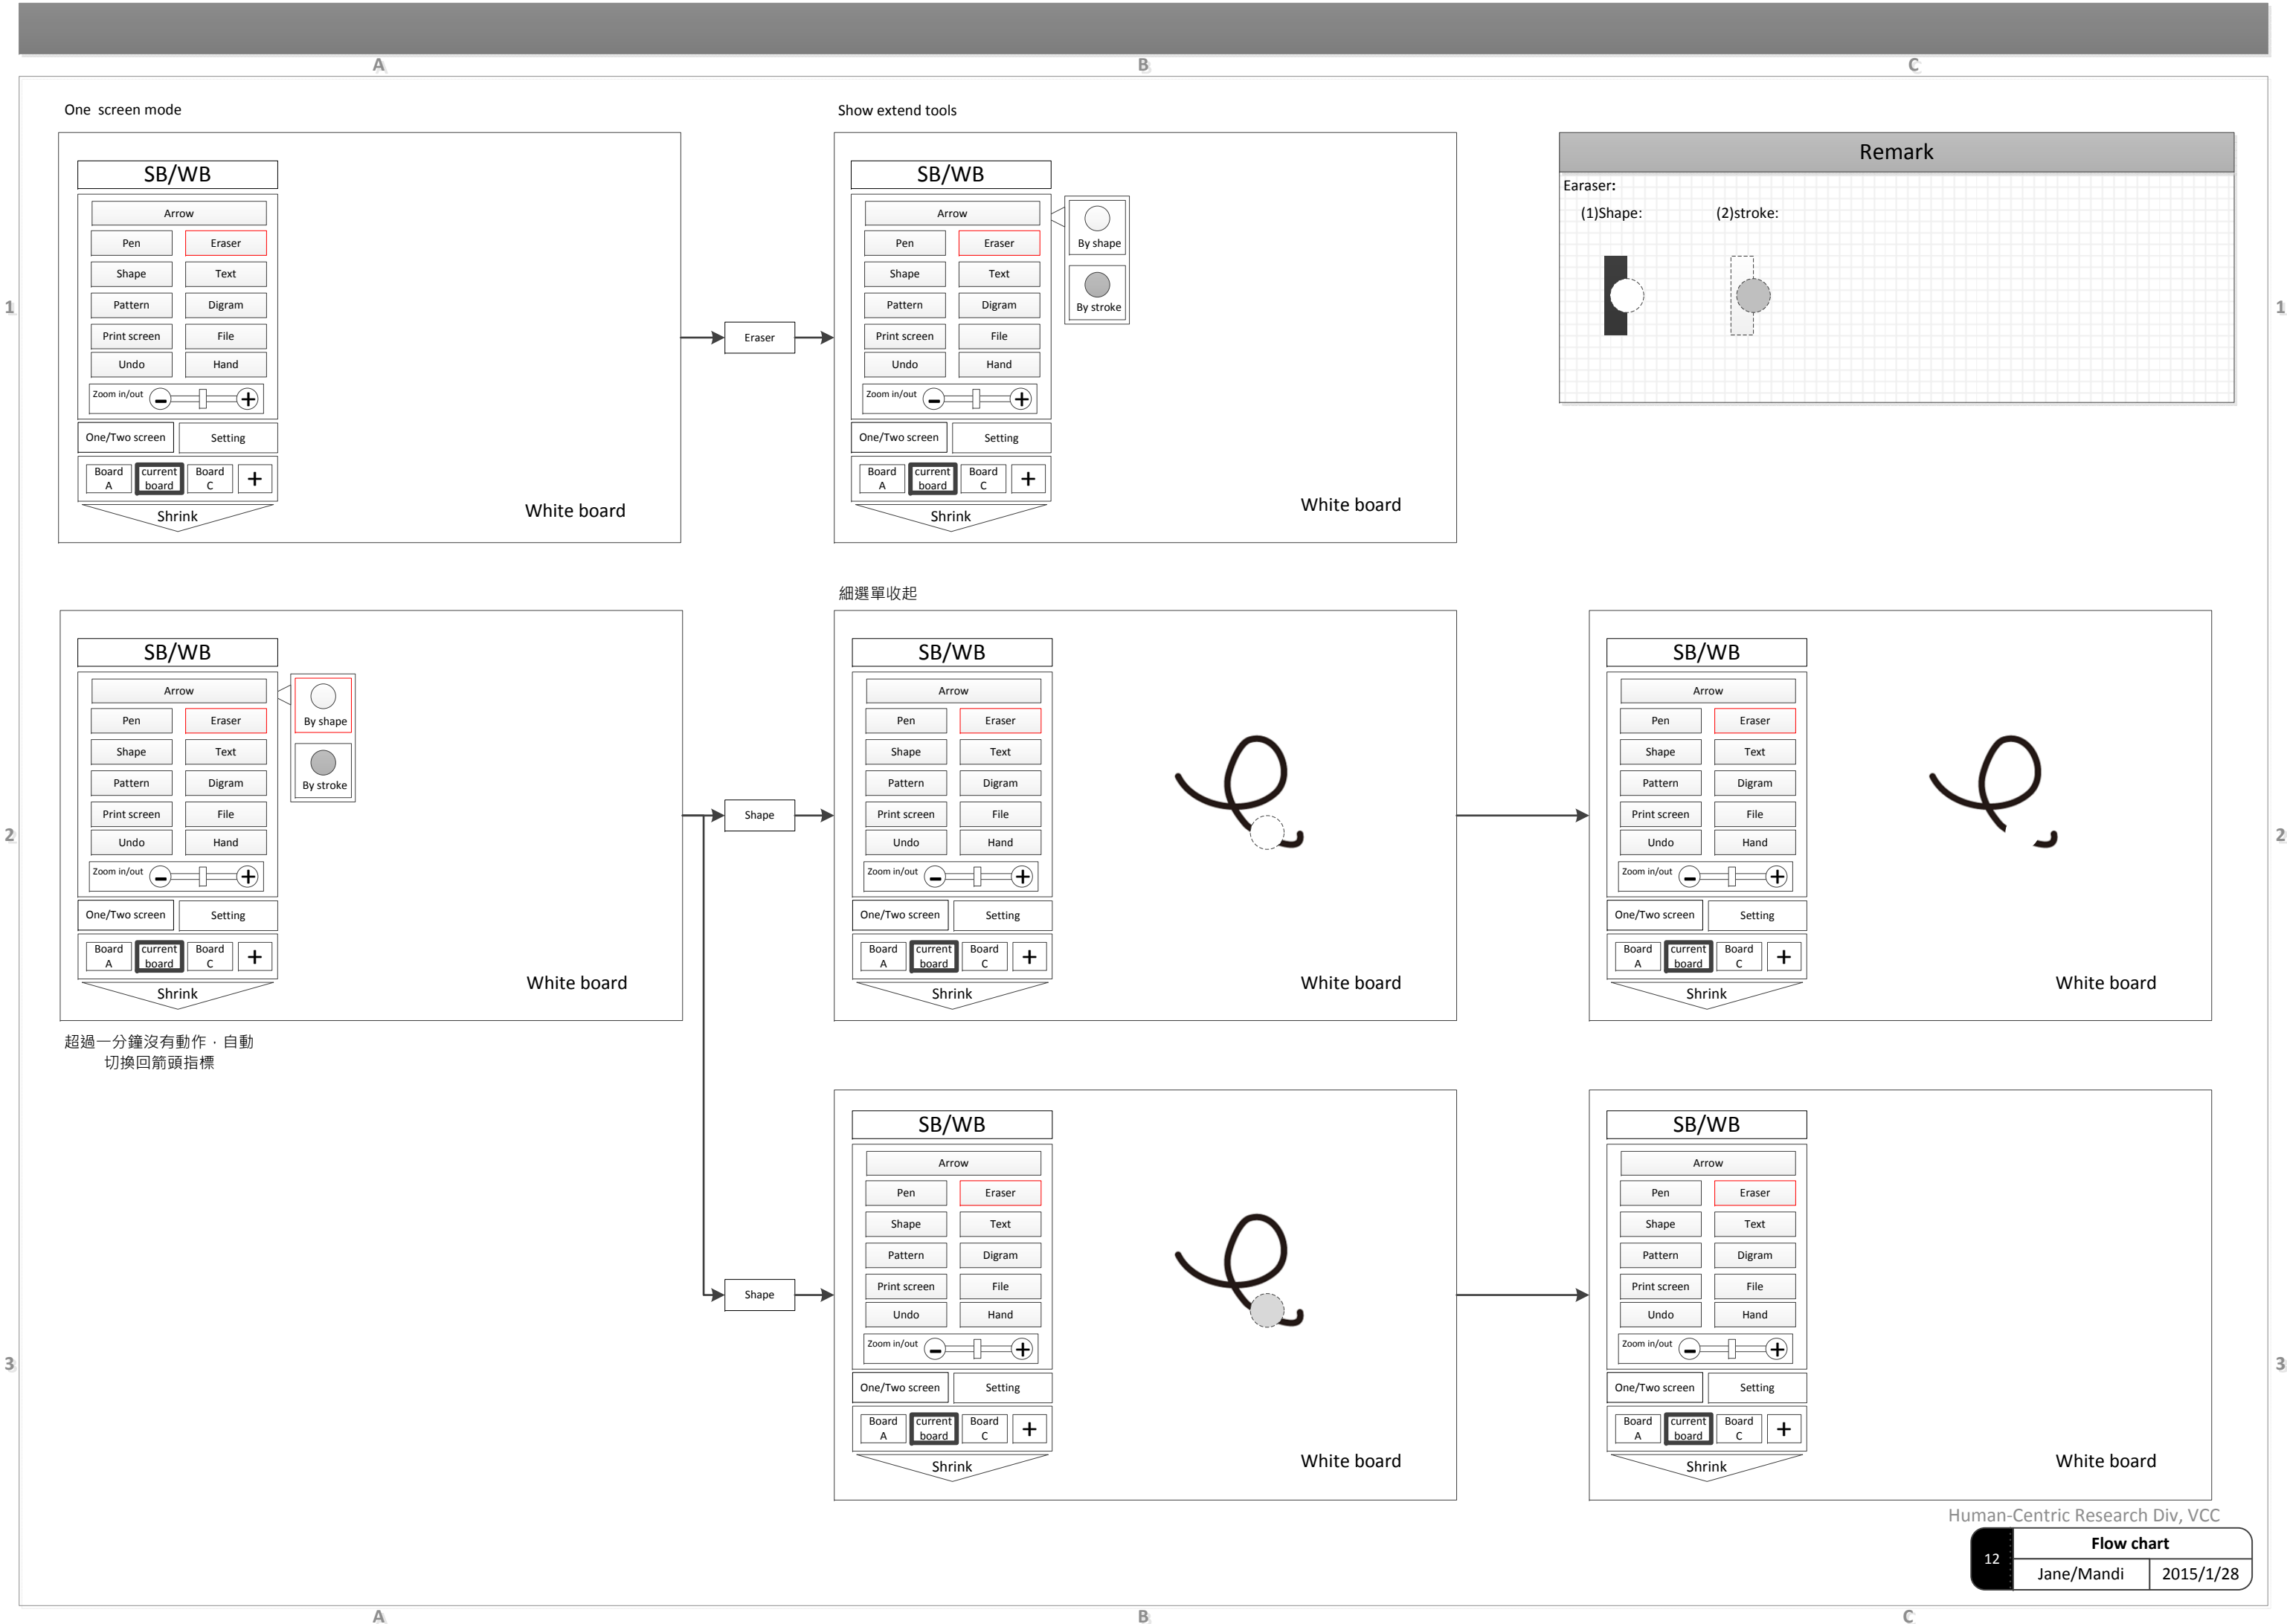 A
B
C
One  screen mode
SB/WB
Arrow
Pen
Eraser
Shape
Text
Pattern
Digram
Print screen
File
Undo
Hand
Zoom in/out
One/Two screen
Setting
Board
A
current
board
Board
C
+
Shrink
White board
Eraser
Show extend tools
SB/WB
Arrow
Pen
Eraser
Shape
Text
Pattern
Digram
Print screen
File
Undo
Hand
Zoom in/out
One/Two screen
Setting
Board
A
current
board
Board
C
+
Shrink
By shape
By stroke
White board
Remark
Earaser:
(1)Shape:
(2)stroke:
1
1
SB/WB
Arrow
Pen
Eraser
Shape
Text
Pattern
Digram
Print screen
File
Undo
Hand
Zoom in/out
One/Two screen
Setting
Board
A
current
board
Board
C
+
Shrink
By shape
By stroke
White board
超過一分鐘沒有動作，自動
切換回箭頭指標
Shape
細選單收起
SB/WB
Arrow
Pen
Eraser
Shape
Text
Pattern
Digram
Print screen
File
Undo
Hand
Zoom in/out
One/Two screen
Setting
Board
A
current
board
Board
C
+
Shrink
White board
SB/WB
Arrow
Pen
Eraser
Shape
Text
Pattern
Digram
Print screen
File
Undo
Hand
Zoom in/out
One/Two screen
Setting
Board
A
current
board
Board
C
+
Shrink
White board
2
2
Shape
SB/WB
Arrow
Pen
Eraser
Shape
Text
Pattern
Digram
Print screen
File
Undo
Hand
Zoom in/out
One/Two screen
Setting
Board
A
current
board
Board
C
+
Shrink
White board
SB/WB
Arrow
Pen
Eraser
Shape
Text
Pattern
Digram
Print screen
File
Undo
Hand
Zoom in/out
One/Two screen
Setting
Board
A
current
board
Board
C
+
Shrink
White board
3
3
Human-Centric Research Div, VCC
12
Flow chart
Jane/Mandi
2015/1/28
A
B
C